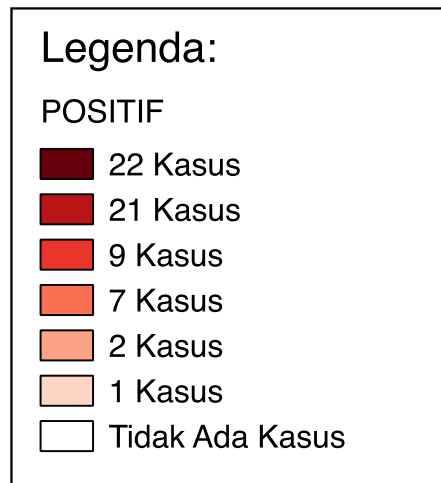 Legenda:
POSITIF
22 Kasus
21 Kasus
9 Kasus
7 Kasus
2 Kasus
1 Kasus
Tidak Ada Kasus